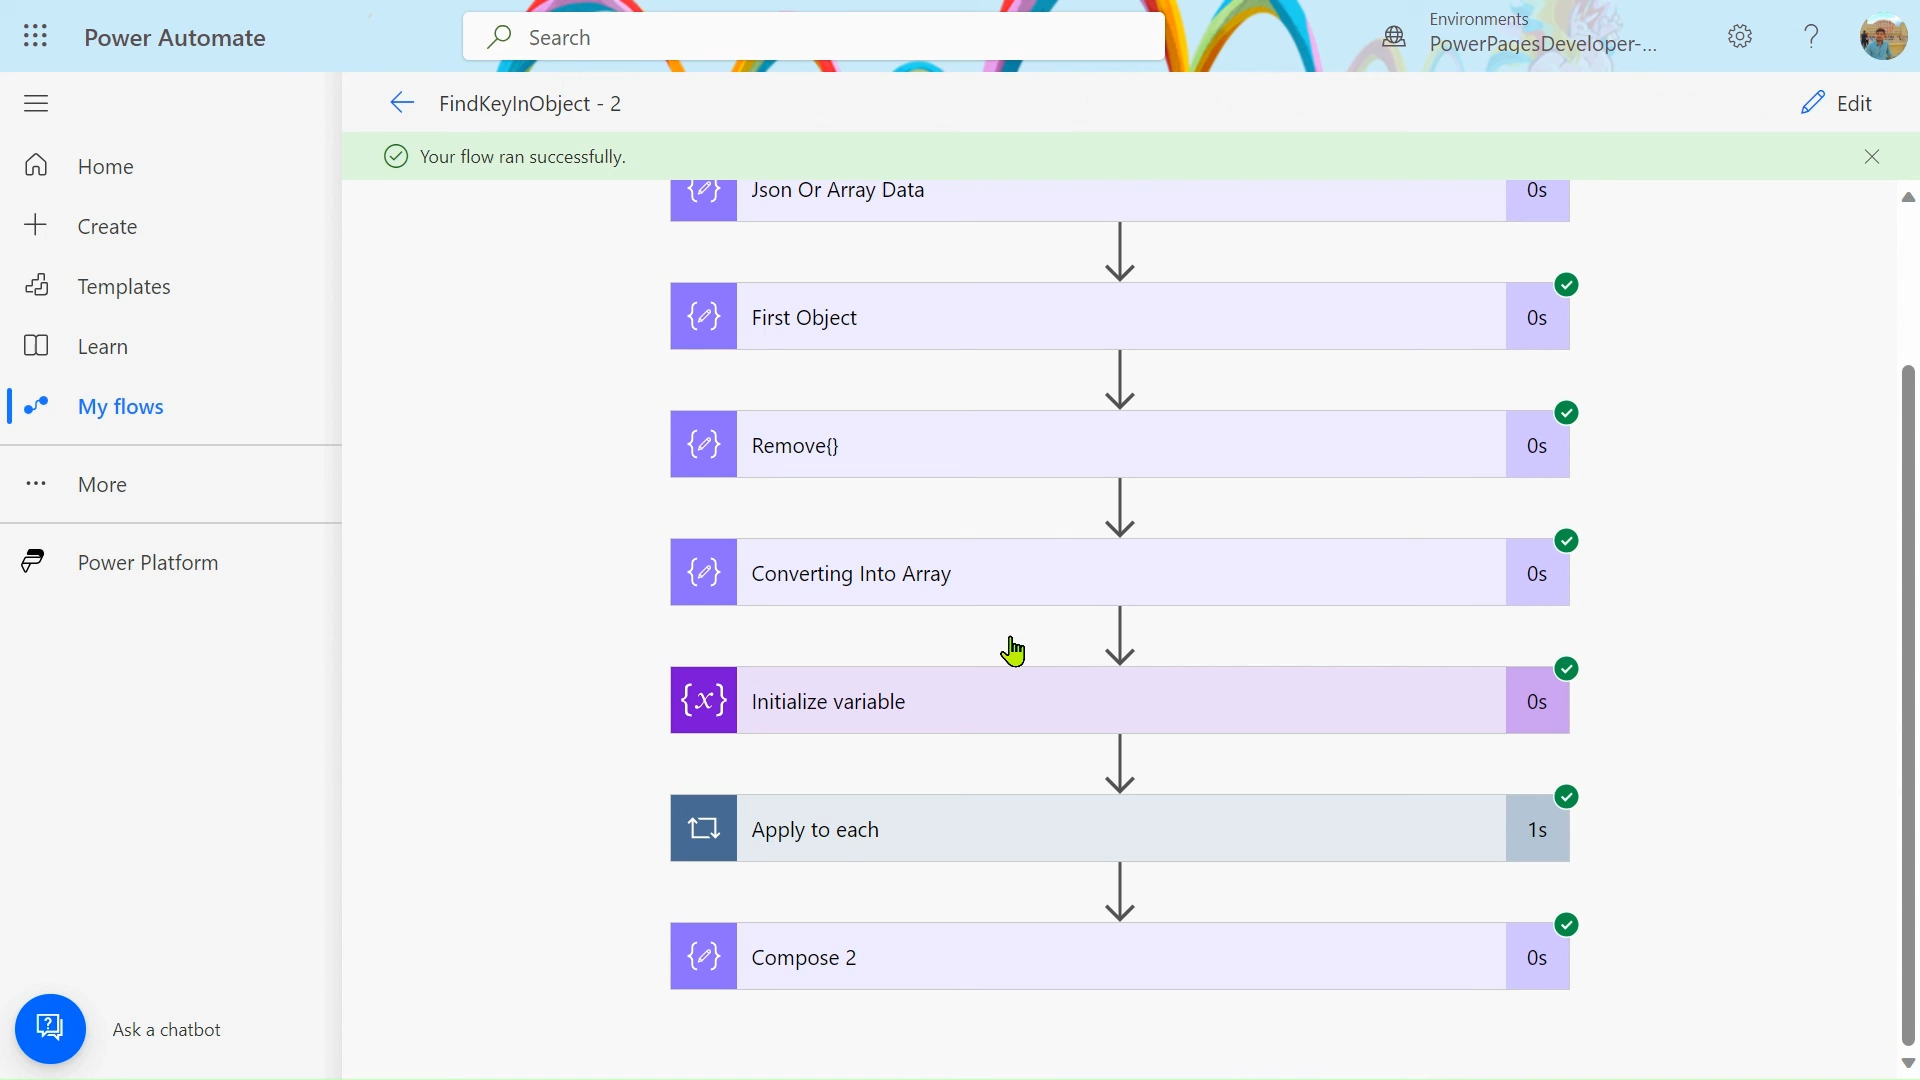 Power Automate
Search
Environments
PowerPagesDeveloper-...
FindKeyInObject - 2
Edit
Your flow ran successfully.
Home
Create
Templates
Learn
My flows
More
Power Platform
Ask a chatbot
Json Or Array Data
0s
First Object
0s
Remove{}
0s
Converting Into Array
0s
{x}
Initialize variable
0s
Apply to each
1s
Compose 2
0s